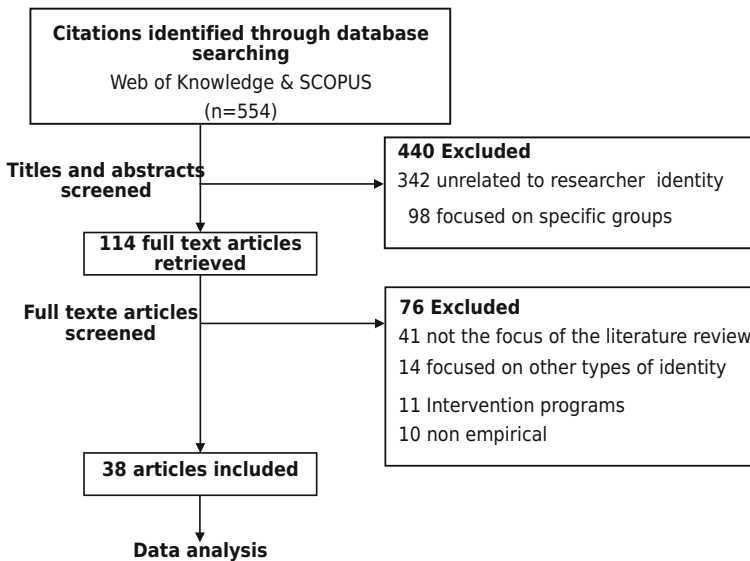 Citations identified through database
searching
Web of Knowledge & SCOPUS
(n=554)
Titles and abstracts
screened
440 Excluded
342 unrelated to researcher identity
98 focused on specific groups
114 full text articles
retrieved
Full texte articles
screened
76 Excluded
41 not the focus of the literature review
14 focused on other types of identity
11 Intervention programs
10 non empirical
38 articles included
Data analysis